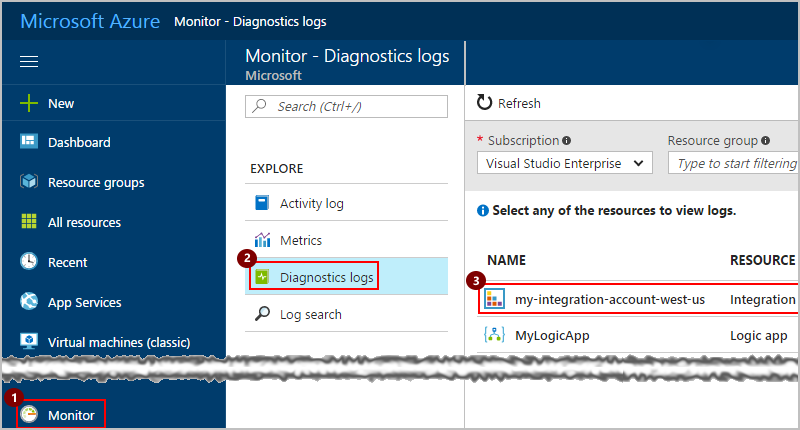 Microsoft Azure Monitor - Diagnostics logs
New
Dashboard
Resource groups
All resources
Recent
App Services
Virtual machines (classic)
1
Monitor
Monitor - Diagnostics logs
Microsoft
Search (Ctrl+/)
EXPLORE
Activity log
Metrics
2
Diagnostics logs
Log search
Refresh
* Subscription Resource group
Visual Studio Enterprise Type to start filtering
Select any of the resources to view logs.
NAME RESOURCE
3
my-integration-account-west-us Integration
MyLogicApp Logic app